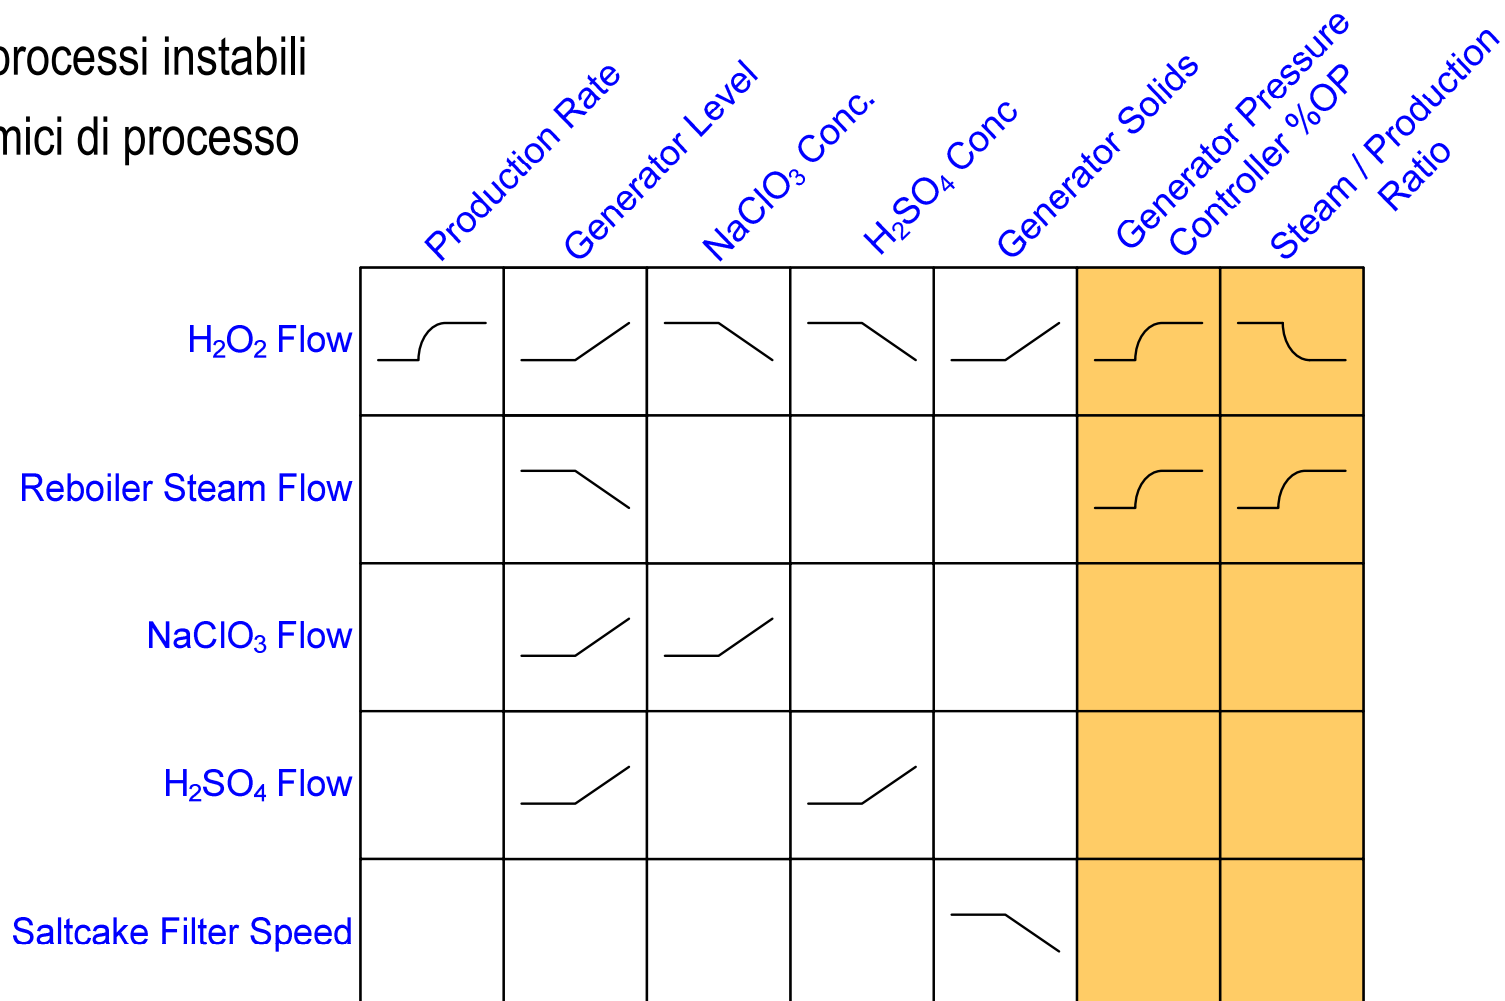 processi instabili
mici di processo
Production Rate
Generator Level
NaClO₃ Conc.
H₂SO₄ Conc
Generator Solids
Generator Pressure
Controller %OP
Steam / Production
Ratio
H₂O₂ Flow
Reboiler Steam Flow
NaClO₃ Flow
H₂SO₄ Flow
Saltcake Filter Speed